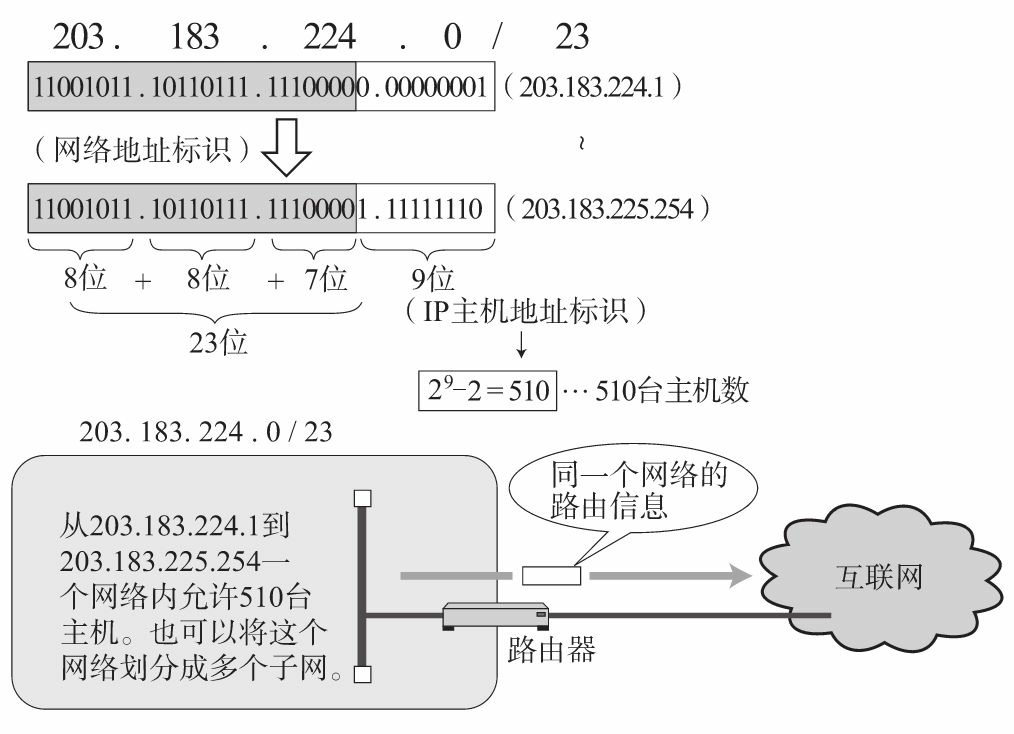 203. 183 . 224 . 0 / 23
11001011.10110111.11100000.00000001（203.183.224.1）
（网络地址标识）
~
11001011.10110111.11100001.11111110（203.183.225.254）
8位 + 8位 + 7位 9位
（IP主机地址标识）
23位
↓
2⁹−2=510 …510台主机数
203.183.224.0/23
同一个网络的
路由信息
从203.183.224.1到
203.183.225.254一
个网络内允许510台
主机。也可以将这个
网络划分成多个子网。
互联网
路由器